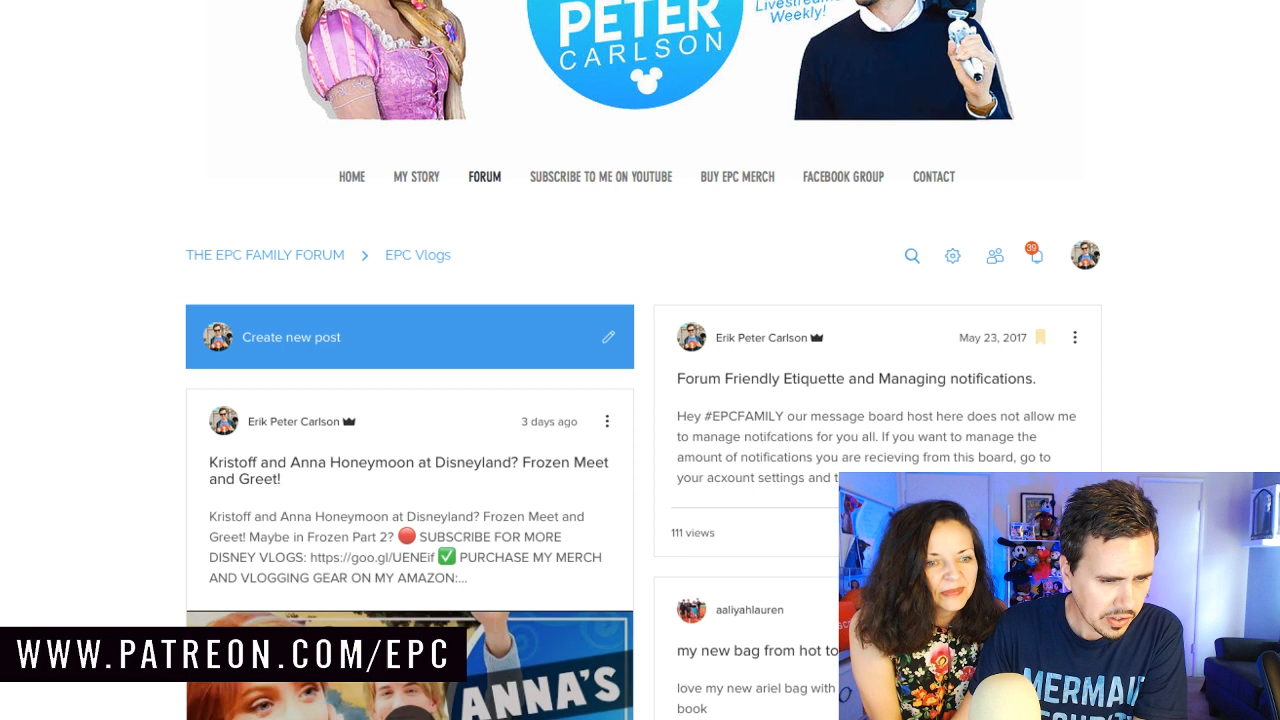 PETER
CARLSON
Livestreams
Weekly!
HOME MY STORY FORUM SUBSCRIBE TO ME ON YOUTUBE BUY EPC MERCH FACEBOOK GROUP CONTACT
THE EPC FAMILY FORUM > EPC Vlogs
39
Create new post
Erik Peter Carlson 3 days ago
Kristoff and Anna Honeymoon at Disneyland? Frozen Meet
and Greet!
Kristoff and Anna Honeymoon at Disneyland? Frozen Meet and
Greet! Maybe in Frozen Part 2? 🔴 SUBSCRIBE FOR MORE
DISNEY VLOGS: https://goo.gl/UENEif ✅ PURCHASE MY MERCH
AND VLOGGING GEAR ON MY AMAZON:...
ANNA'S
Erik Peter Carlson May 23, 2017
Forum Friendly Etiquette and Managing notifications.
Hey #EPCFAMILY our message board host here does not allow me
to manage notifcations for you all. If you want to manage the
amount of notifications you are recieving from this board, go to
your acxount settings and
111 views
aaliyahlauren
my new bag from hot to
love my new ariel bag with
book
WWW.PATREON.COM/EPC